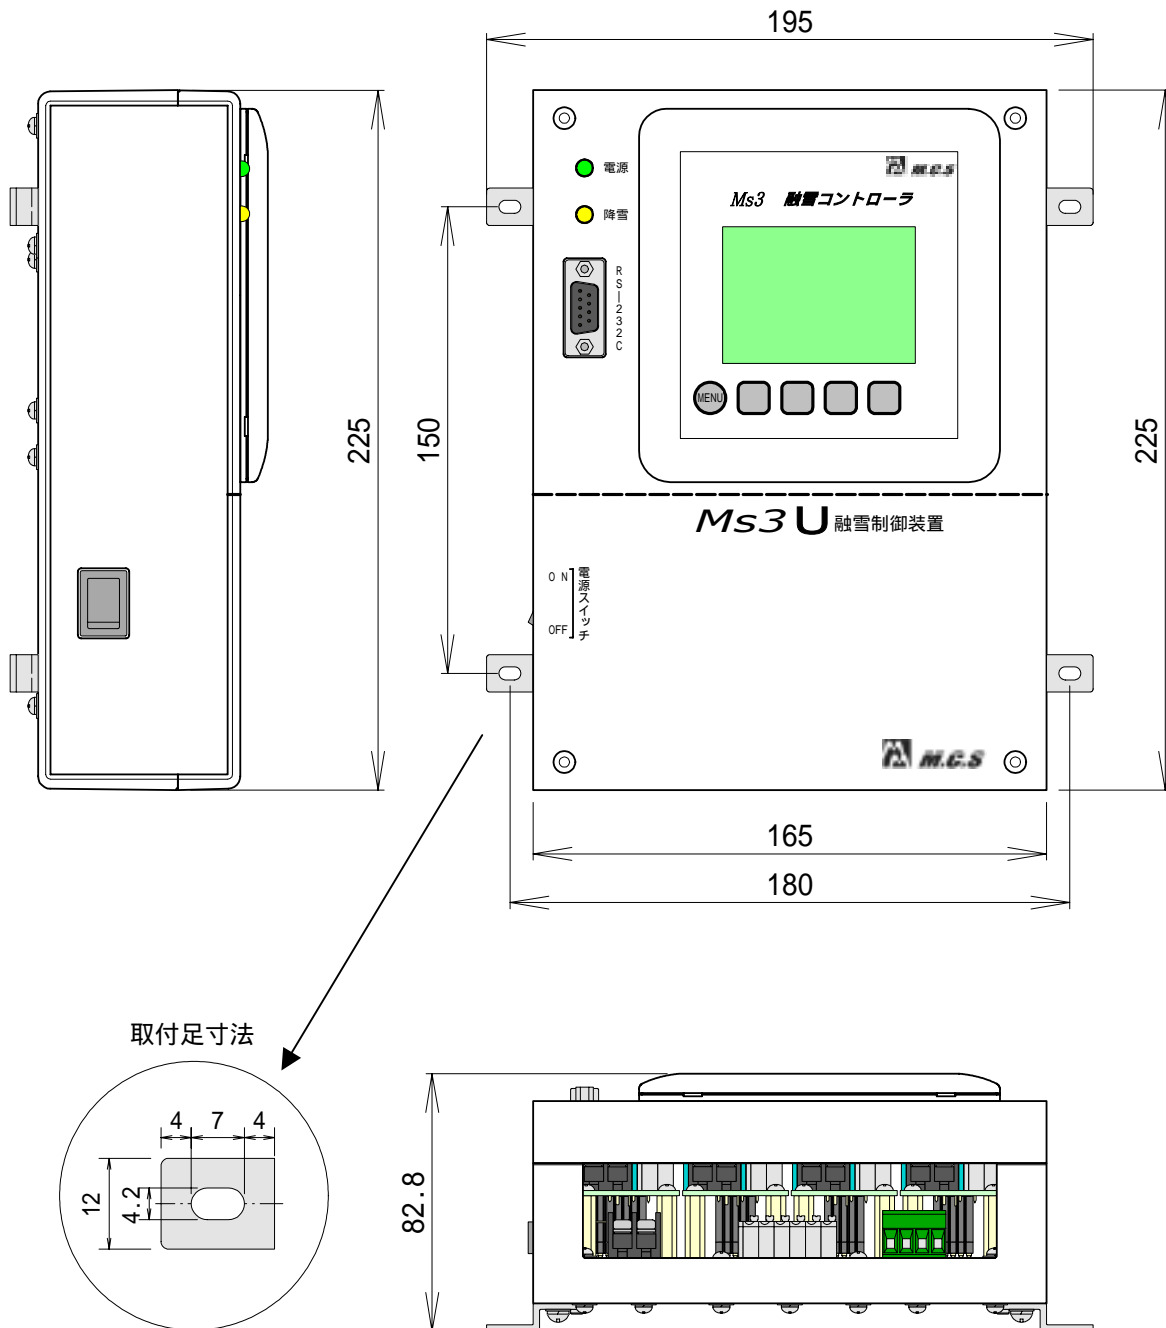 195
電源
M.C.S
Ms3 融雪コントローラ
降雪
RS-232C
225
150
225
MENU
Ms3 U 融雪制御装置
ON
OFF
電源スイッチ
M.C.S
165
180
取付足寸法
4 7 4
12
4.2
82.8